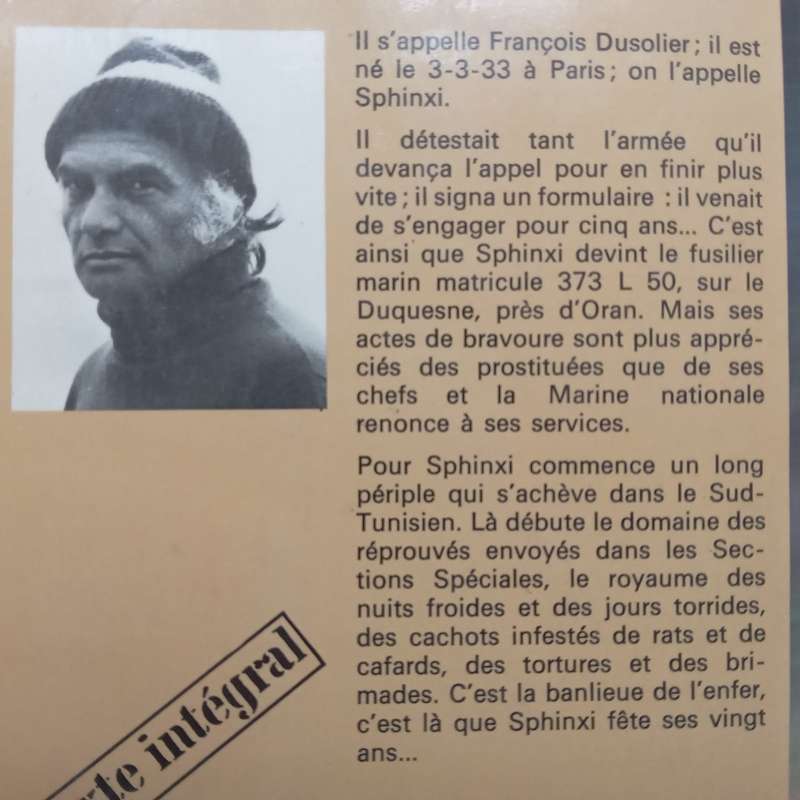 Il s'appelle François Dusolier ; il est
né le 3-3-33 à Paris ; on l'appelle
Sphinxi.
Il détestait tant l'armée qu'il
devança l'appel pour en finir plus
vite ; il signa un formulaire : il venait
de s'engager pour cinq ans... C'est
ainsi que Sphinxi devint le fusilier
marin matricule 373 L 50, sur le
Duquesne, près d'Oran. Mais ses
actes de bravoure sont plus appré-
ciés des prostituées que de ses
chefs et la Marine nationale
renonce à ses services.
Pour Sphinxi commence un long
périple qui s'achève dans le Sud-
Tunisien. Là débute le domaine des
réprouvés envoyés dans les Sec-
tions Spéciales, le royaume des
nuits froides et des jours torrides,
des cachots infestés de rats et de
cafards, des tortures et des bri-
mades. C'est la banlieue de l'enfer,
c'est là que Sphinxi fête ses vingt
ans...
intégral